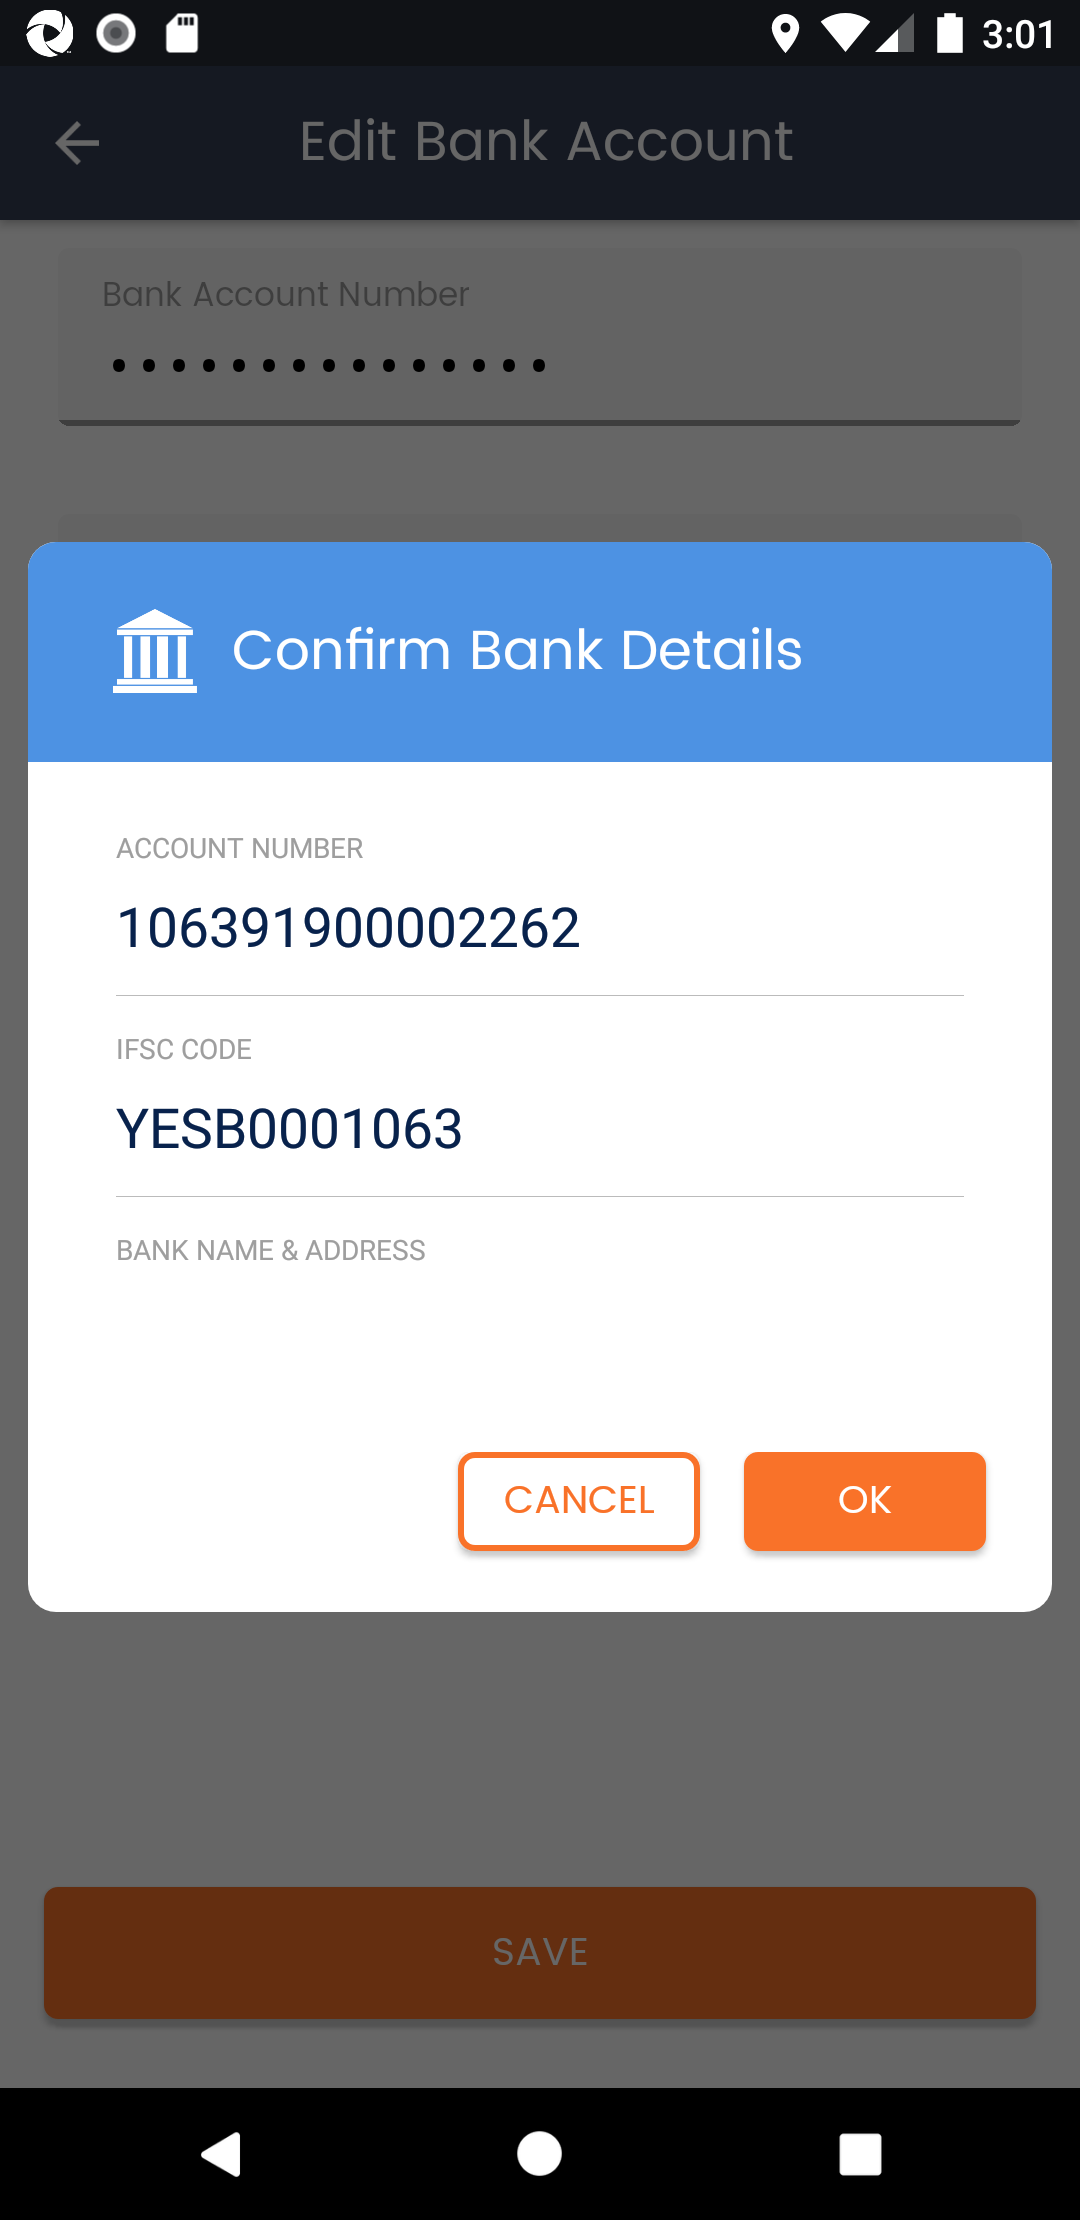 3:01
Edit Bank Account
Bank Account Number
•••••••••••••••
Confirm Bank Details
ACCOUNT NUMBER
106391900002262
IFSC CODE
YESB0001063
BANK NAME & ADDRESS
CANCEL OK
SAVE